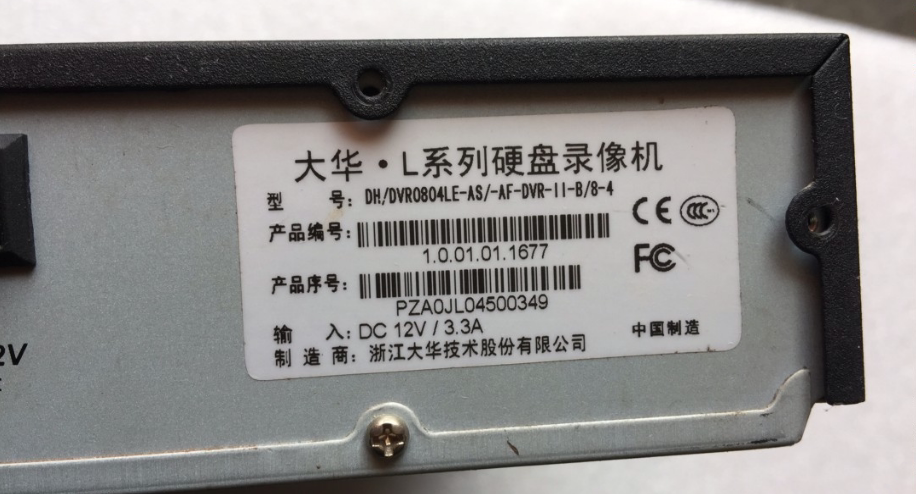 大华·L系列硬盘录像机
型 号: DH/DVR0804LE-AS/-AF-DVR-II-B/8-4
产品编号:
1.0.01.01.1677
产品序号:
PZA0JL04500349
输 入: DC 12V / 3.3A
制 造 商: 浙江大华技术股份有限公司
CE CCC
FC
中国制造
2V